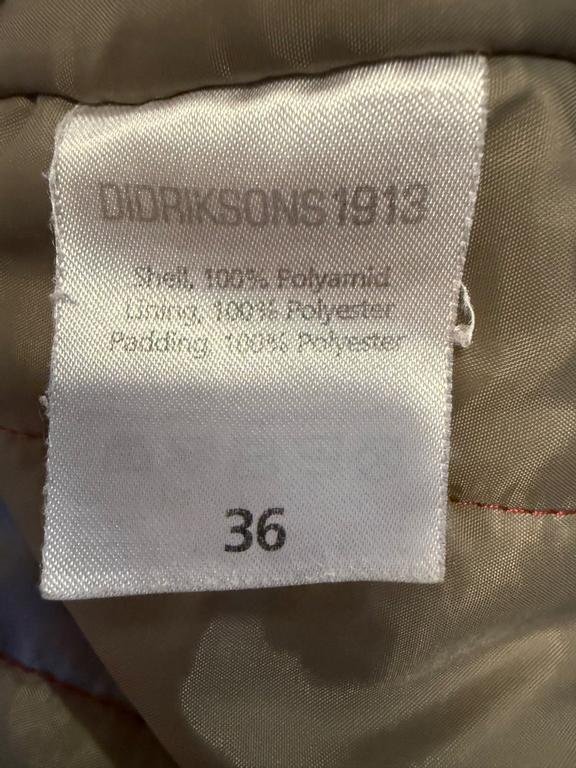 DIDRIKSONS1913
Shell, 100% Polyamid
Lining, 100% Polyester
Padding, 100% Polyester
36